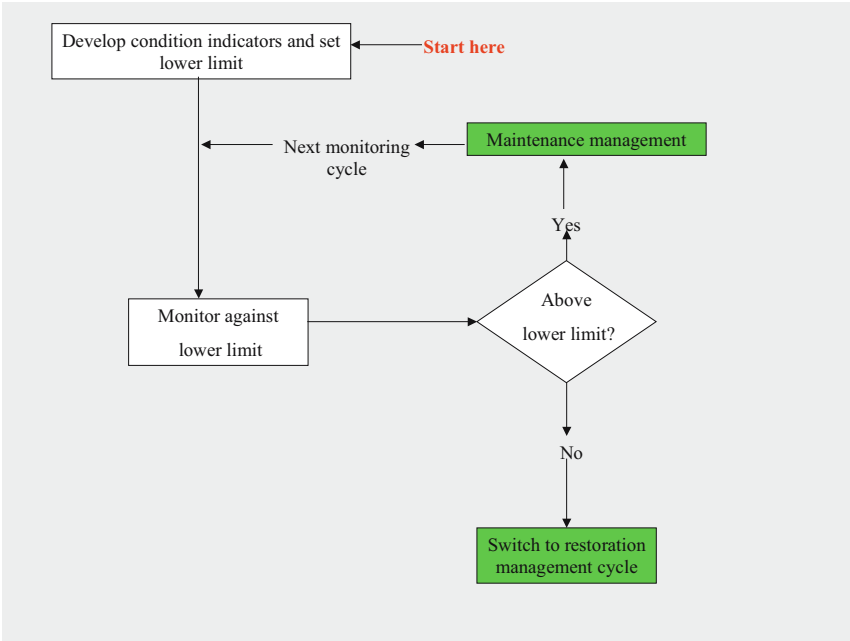 Develop condition indicators and set
lower limit
Start here
Maintenance management
Next monitoring
cycle
Yes
Monitor against
lower limit
Above
lower limit?
No
Switch to restoration
management cycle